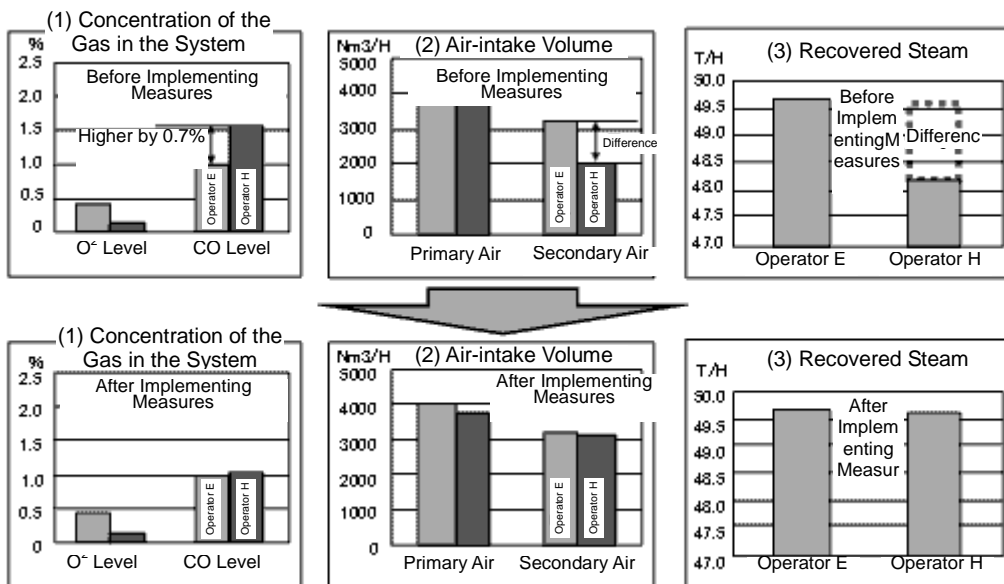 (1) Concentration of the
Gas in the System
%
2.5
2.0
1.5
1.0
0.5
0
Before Implementing
Measures
Higher by 0.7%
Operator E
Operator H
O² Level
CO Level
(2) Air-intake Volume
Nm3/H
5000
4000
3000
2000
1000
0
Before Implementing
Measures
Difference
Operator E
Operator H
Primary Air
Secondary Air
(3) Recovered Steam
T/H
50.0
49.5
49.0
48.5
48.0
47.5
47.0
Before
Implem
entingM
easures
Differenc
Operator E
Operator H
(1) Concentration of the
Gas in the System
%
2.5
2.0
1.5
1.0
0.5
0
After Implementing
Measures
Operator E
Operator H
O² Level
CO Level
(2) Air-intake Volume
Nm3/H
5000
4000
3000
2000
1000
0
After Implementing
Measures
Operator E
Operator H
Primary Air
Secondary Air
(3) Recovered Steam
T/H
50.0
49.5
49.0
48.5
48.0
47.5
47.0
After
Implem
enting
Measur
Operator E
Operator H